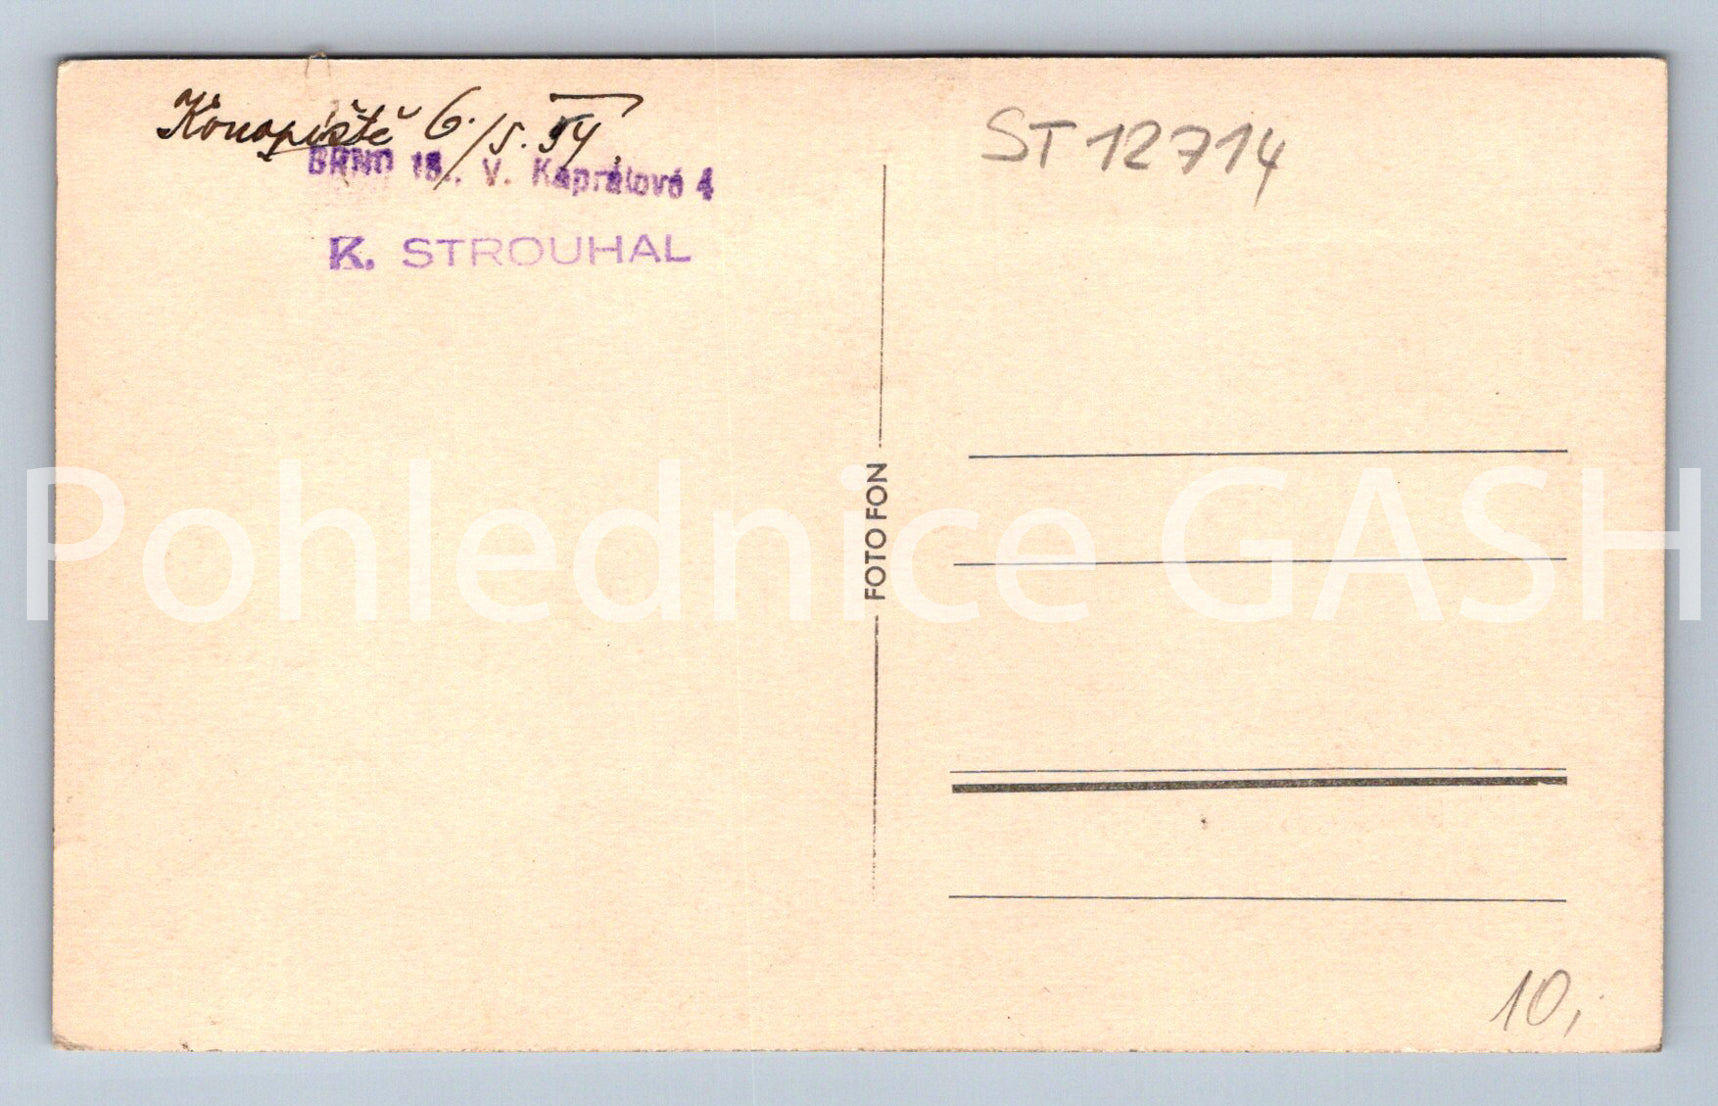 Konopiště 6./5. 54.
ST 12714
BRNO 18., V. Kaprálové 4
K. STROUHAL
FOTO FON
Pohlednice GASH
10,